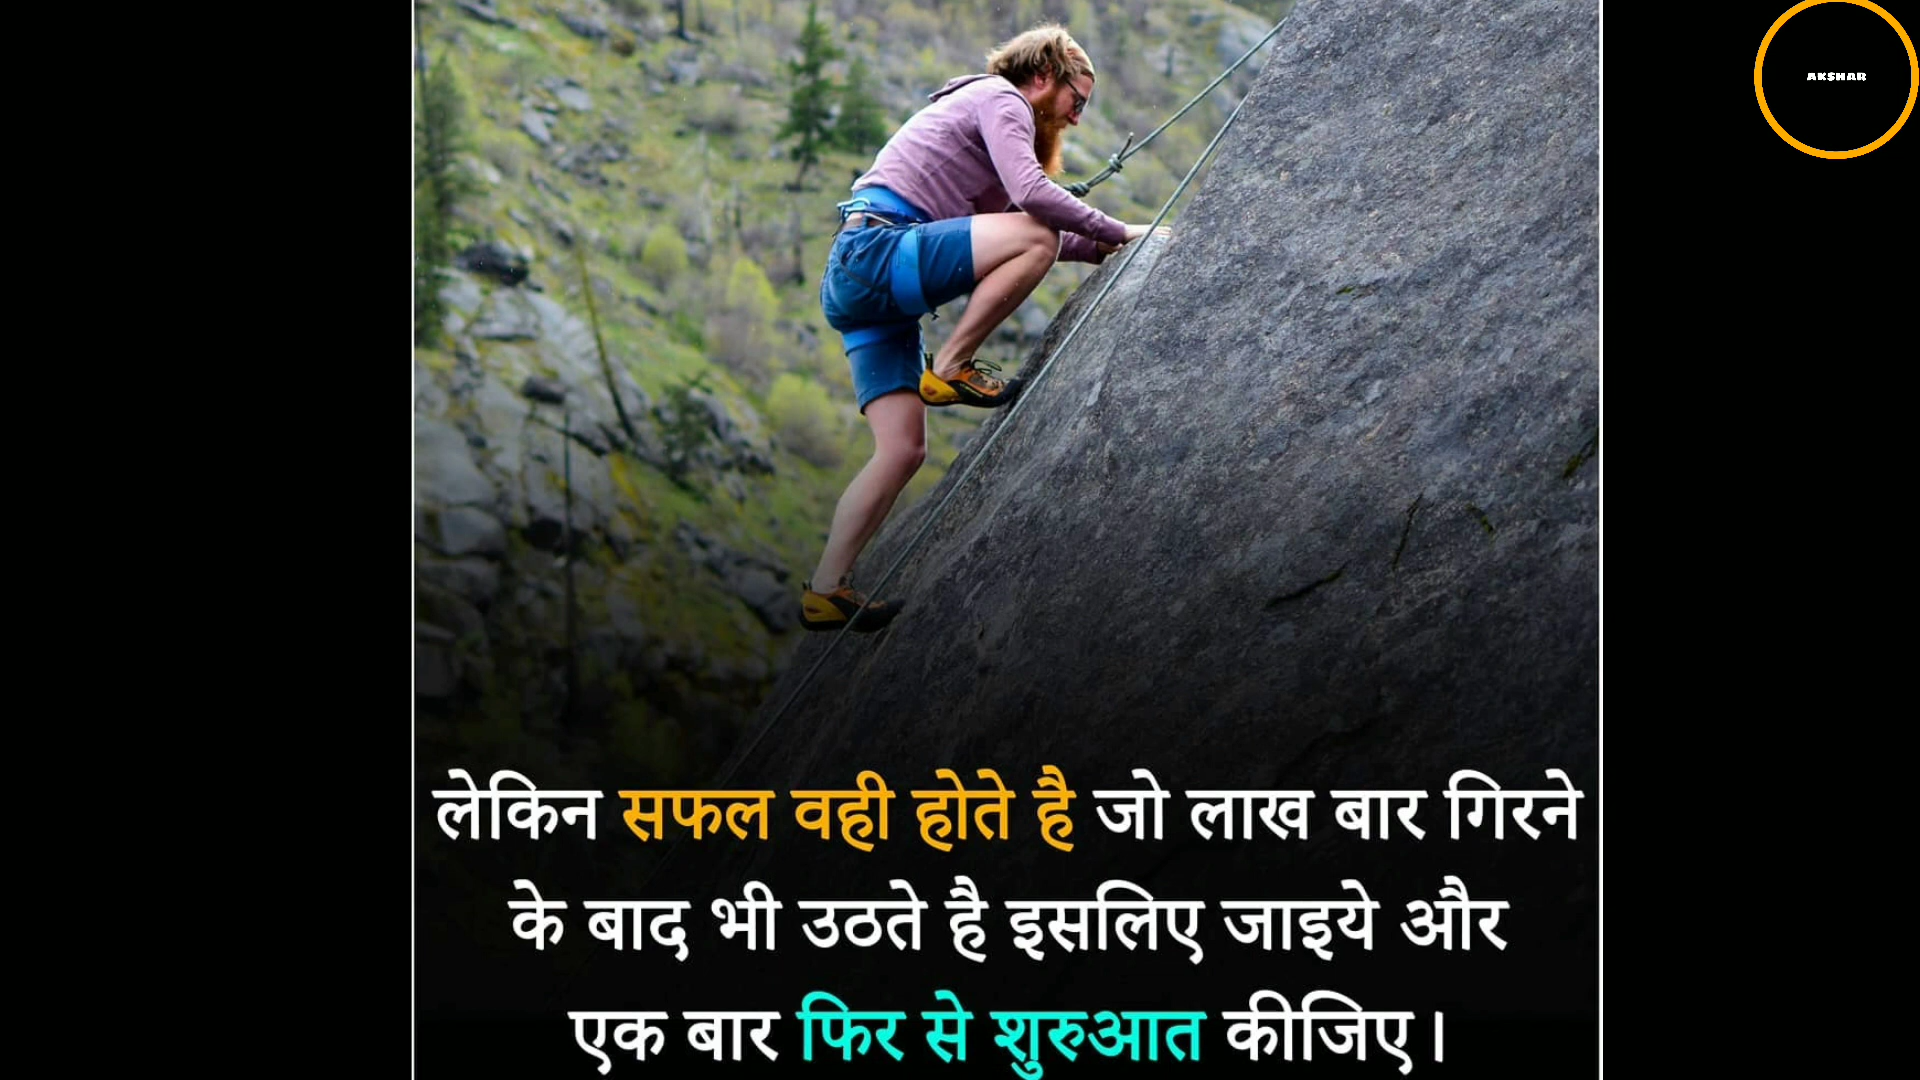 AKSHAR
लेकिन सफल वही होते है जो लाख बार गिरने
के बाद भी उठते है इसलिए जाइये और
एक बार फिर से शुरुआत कीजिए।